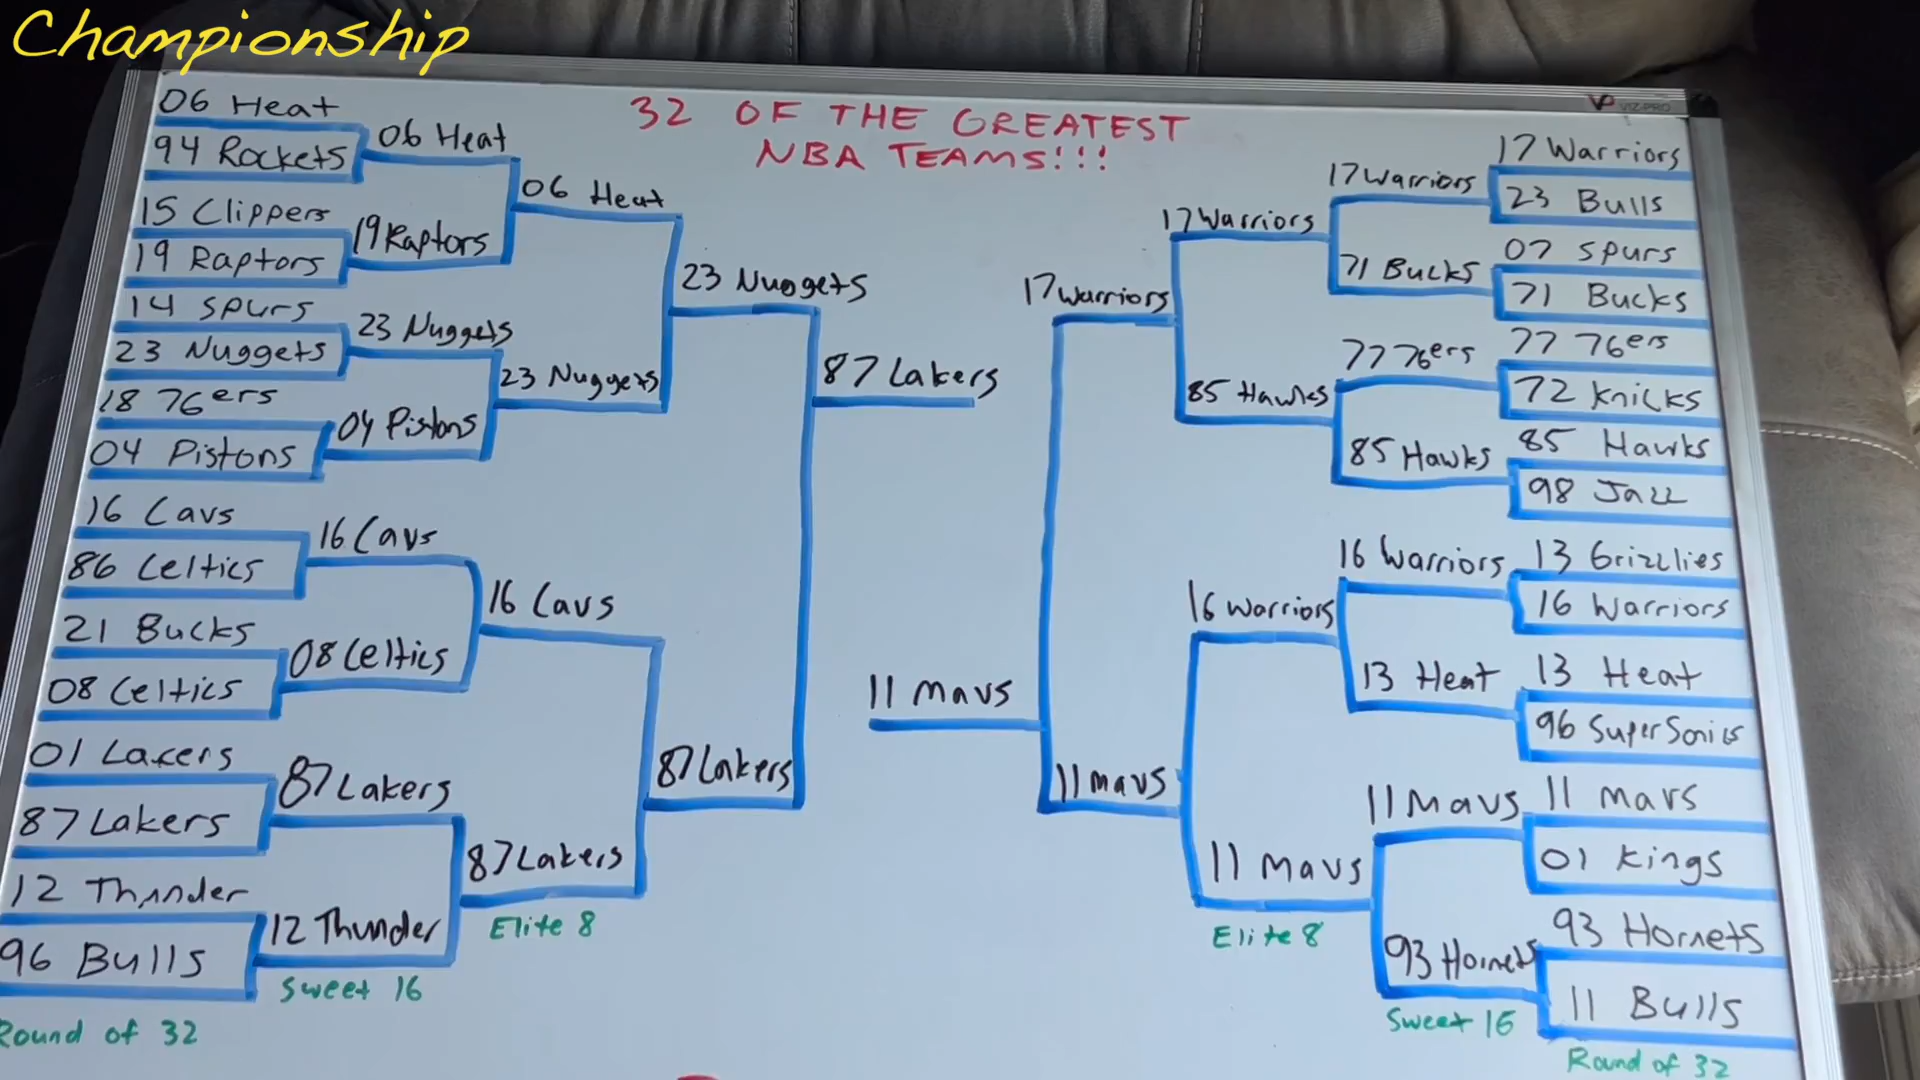 Championship
32 OF THE GREATEST
NBA TEAMS!!!
VIZ-PRO
06 Heat
94 Rockets
15 Clippers
19 Raptors
14 Spurs
23 Nuggets
18 76ers
04 Pistons
16 Cavs
86 Celtics
21 Bucks
08 Celtics
01 Lakers
87 Lakers
12 Thunder
96 Bulls
Round of 32
06 Heat
19 Raptors
23 Nuggets
04 Pistons
16 Cavs
08 Celtics
87 Lakers
12 Thunder
Sweet 16
06 Heat
23 Nuggets
16 Cavs
87 Lakers
Elite 8
23 Nuggets
87 Lakers
87 Lakers
11 Mavs
17 Warriors
11 Mavs
17 Warriors
85 Hawks
16 Warriors
11 Mavs
Elite 8
17 Warriors
71 Bucks
77 76ers
85 Hawks
16 Warriors
13 Heat
11 Mavs
93 Hornets
Sweet 16
17 Warriors
23 Bulls
07 Spurs
71 Bucks
77 76ers
72 Knicks
85 Hawks
98 Jazz
13 Grizzlies
16 Warriors
13 Heat
96 SuperSonics
11 Mavs
01 Kings
93 Hornets
11 Bulls
Round of 32